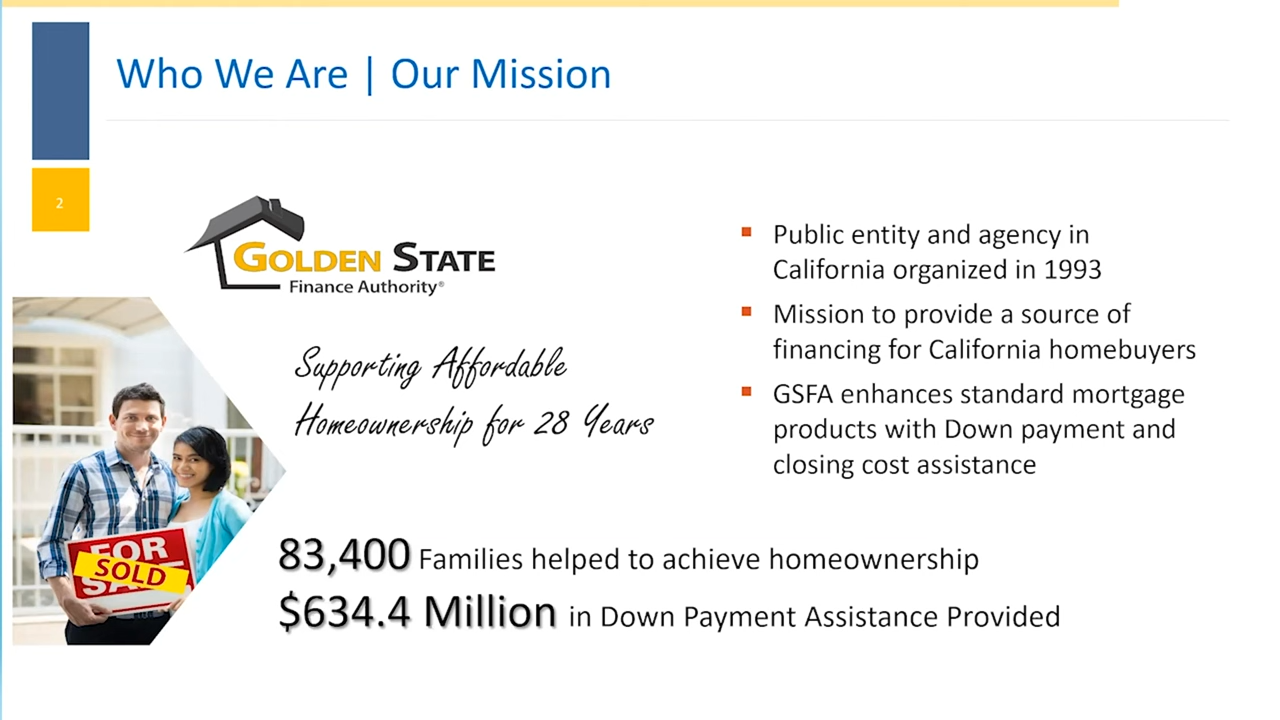 Who We Are | Our Mission
2
GOLDEN STATE
Finance Authority®
Supporting Affordable
Homeownership for 28 Years
Public entity and agency in
California organized in 1993
Mission to provide a source of
financing for California homebuyers
GSFA enhances standard mortgage
products with Down payment and
closing cost assistance
FOR
SOLD
SALE
83,400 Families helped to achieve homeownership
$634.4 Million in Down Payment Assistance Provided